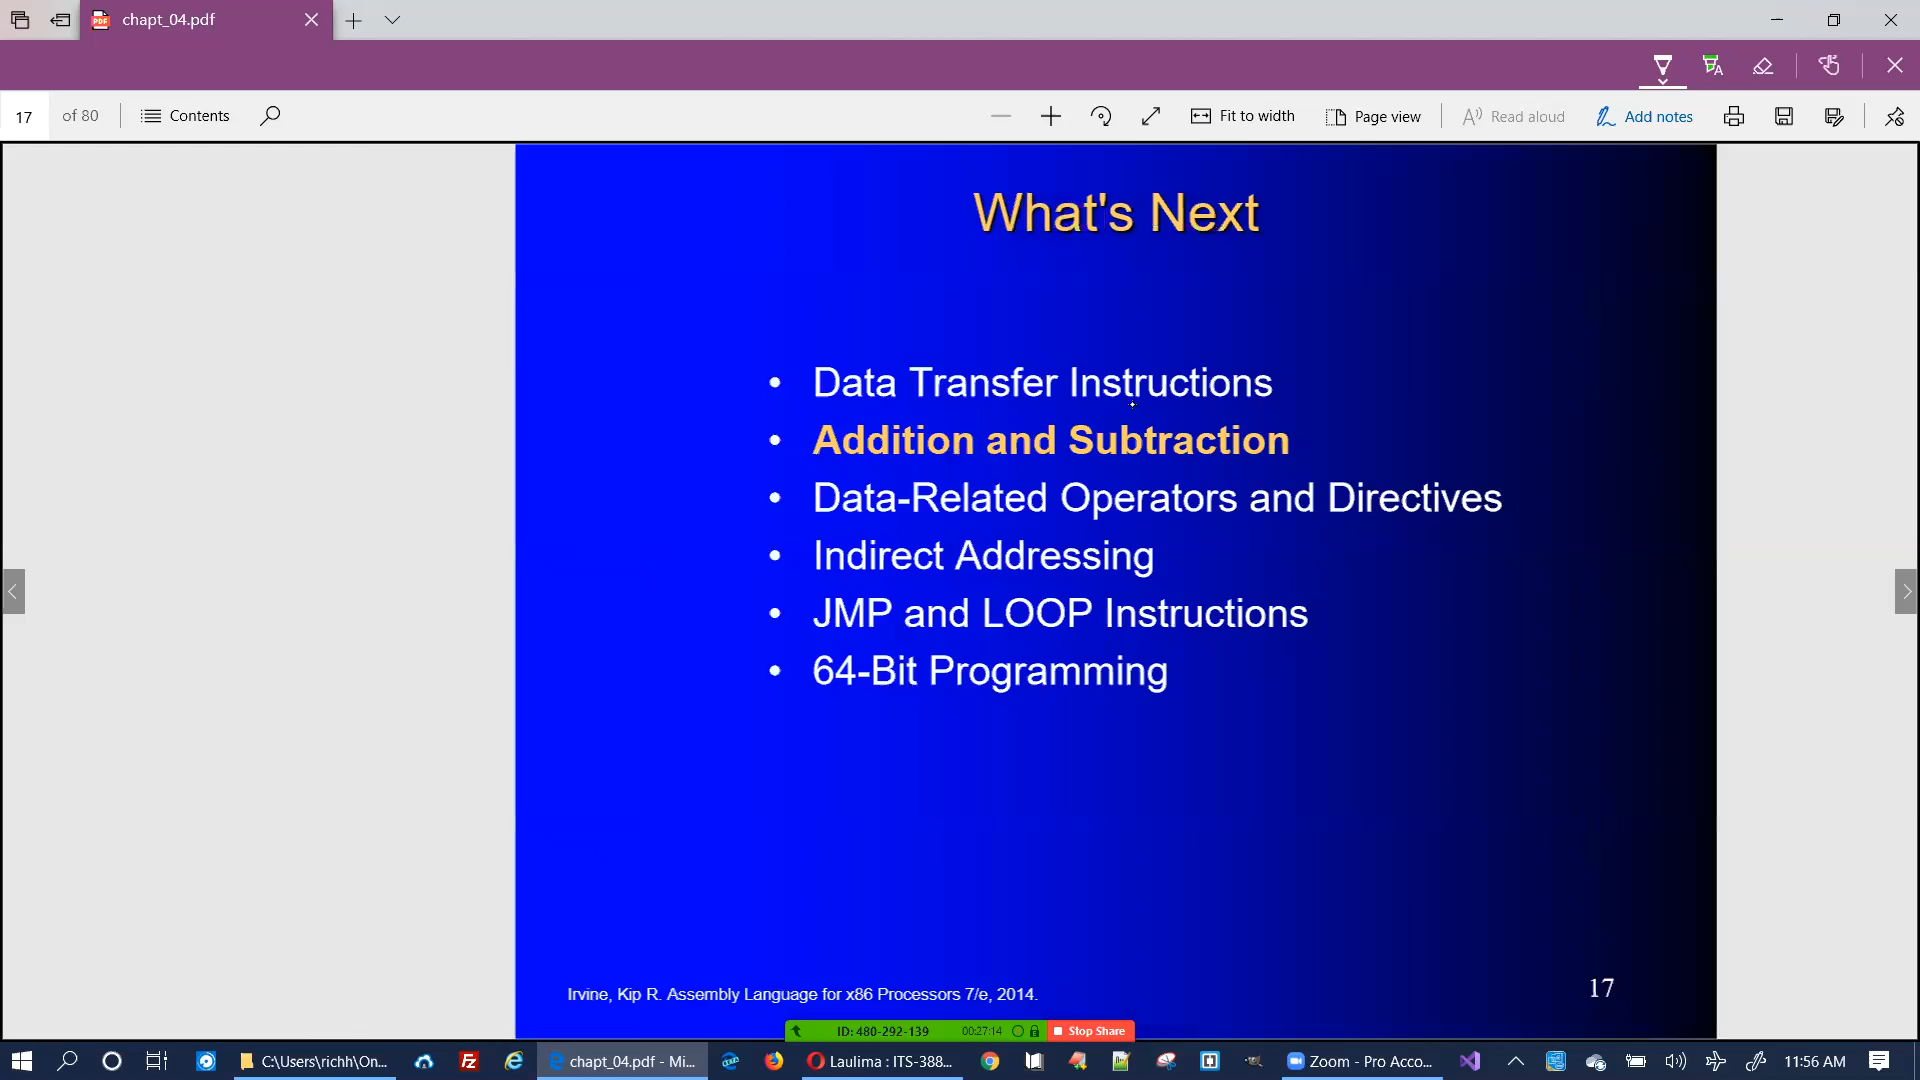 chapt_04.pdf
17 of 80 Contents Fit to width Page view Read aloud Add notes
What's Next
• Data Transfer Instructions
• Addition and Subtraction
• Data-Related Operators and Directives
• Indirect Addressing
• JMP and LOOP Instructions
• 64-Bit Programming
Irvine, Kip R. Assembly Language for x86 Processors 7/e, 2014. 17
ID: 480-292-139 00:27:14 Stop Share
C:\Users\richh\On... chapt_04.pdf - Mi... Laulima : ITS-388... Zoom - Pro Acco... 11:56 AM